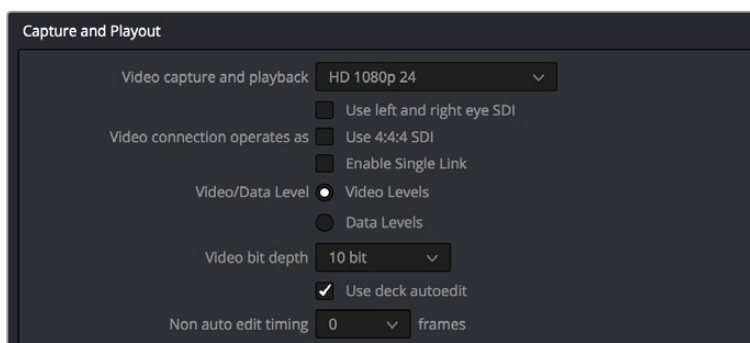 Capture and Playout
Video capture and playback HD 1080p 24
Use left and right eye SDI
Video connection operates as Use 4:4:4 SDI
Enable Single Link
Video/Data Level Video Levels
Data Levels
Video bit depth 10 bit
Use deck autoedit
Non auto edit timing 0 frames